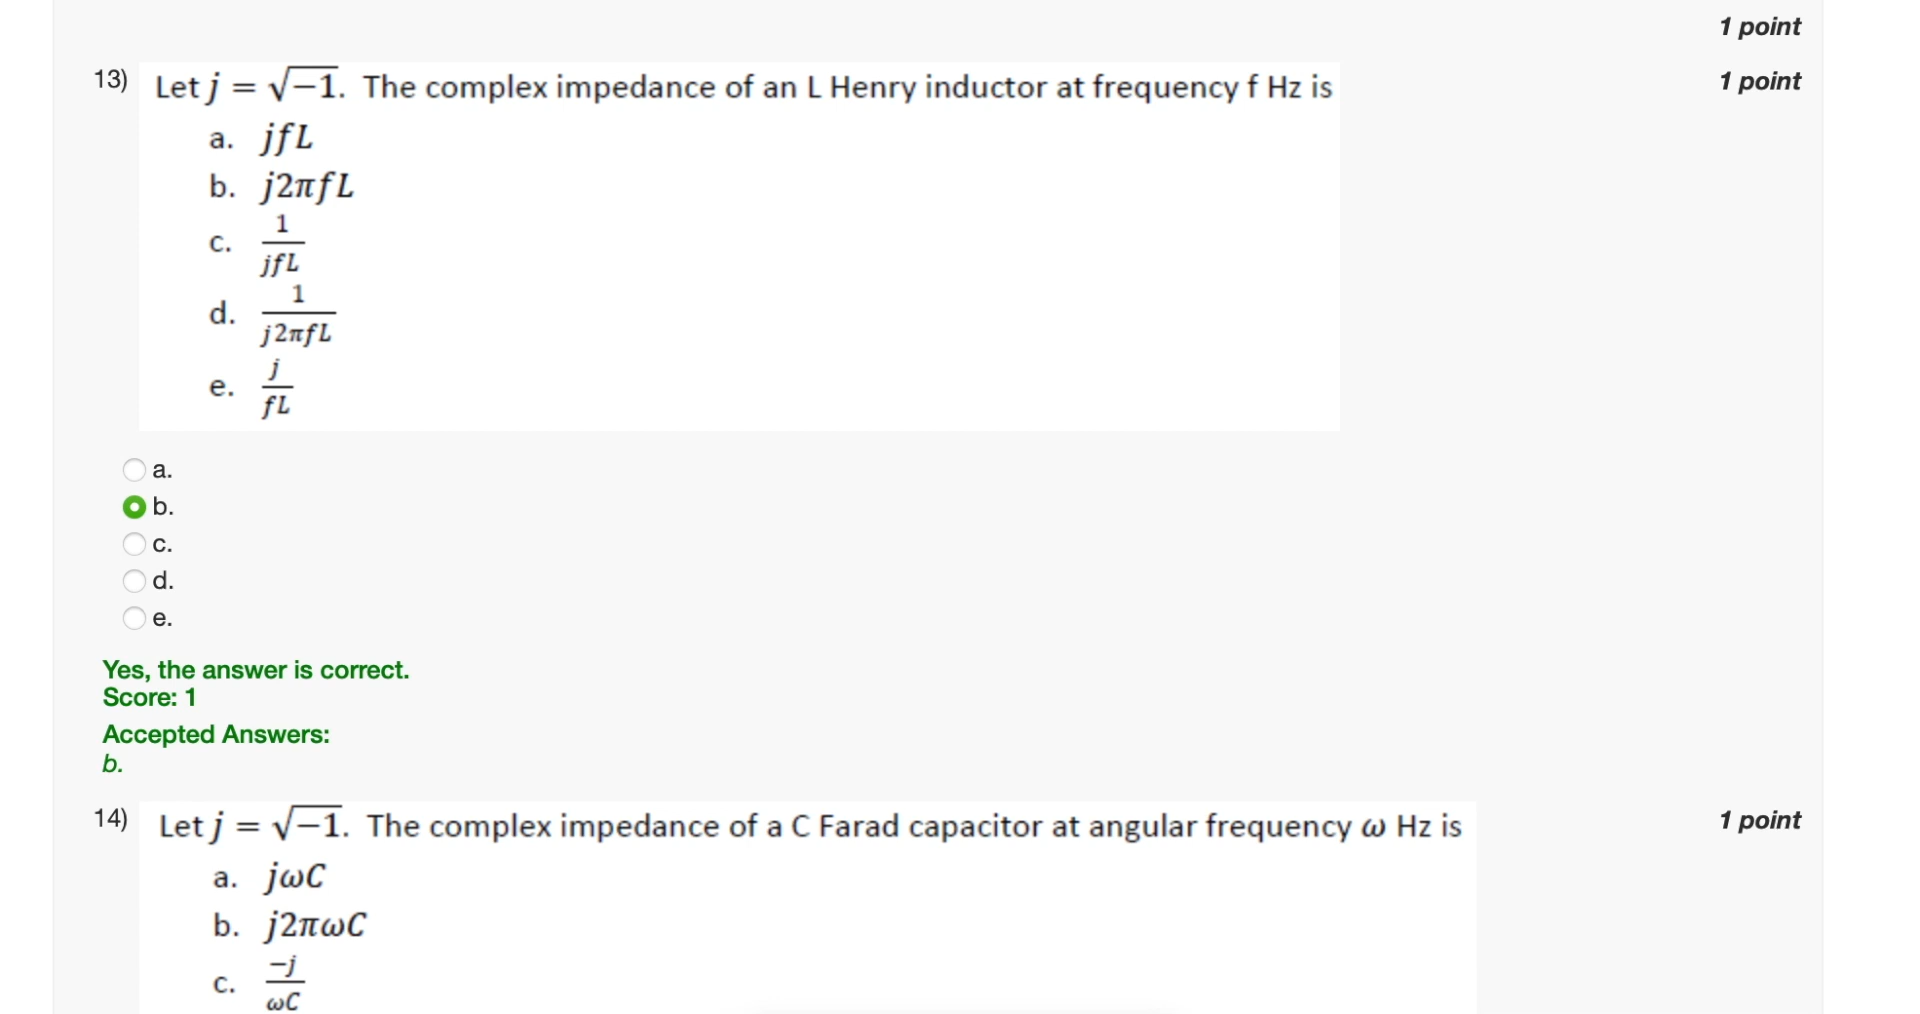 1 point
13) Let j = √−1. The complex impedance of an L Henry inductor at frequency f Hz is 1 point
a. jfL
b. j2πfL
c. 1/jfL
d. 1/j2πfL
e. j/fL
a.
b.
c.
d.
e.
Yes, the answer is correct.
Score: 1
Accepted Answers:
b.
14) Let j = √−1. The complex impedance of a C Farad capacitor at angular frequency ω Hz is 1 point
a. jωC
b. j2πωC
c. −j/ωC